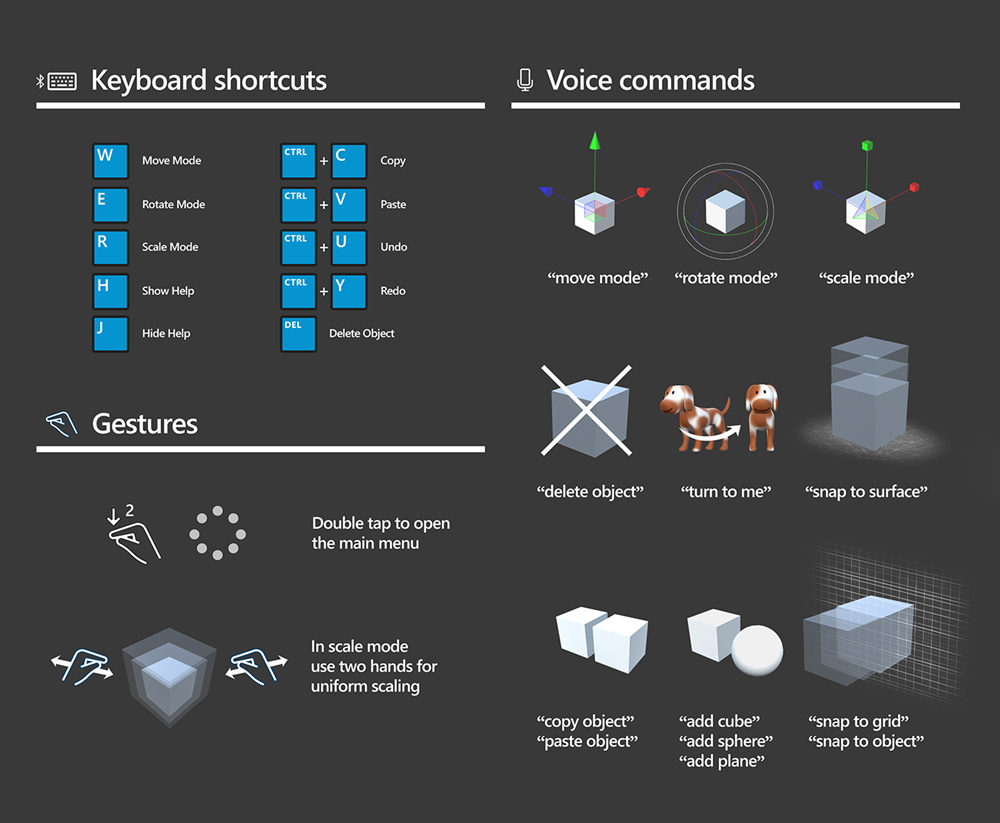 Keyboard shortcuts
W Move Mode CTRL + C Copy
E Rotate Mode CTRL + V Paste
R Scale Mode CTRL + U Undo
H Show Help CTRL + Y Redo
J Hide Help DEL Delete Object
Gestures
2
Double tap to open
the main menu
In scale mode
use two hands for
uniform scaling
Voice commands
“move mode” “rotate mode” “scale mode”
“delete object” “turn to me” “snap to surface”
“copy object” “add cube” “snap to grid”
“paste object” “add sphere” “snap to object”
“add plane”